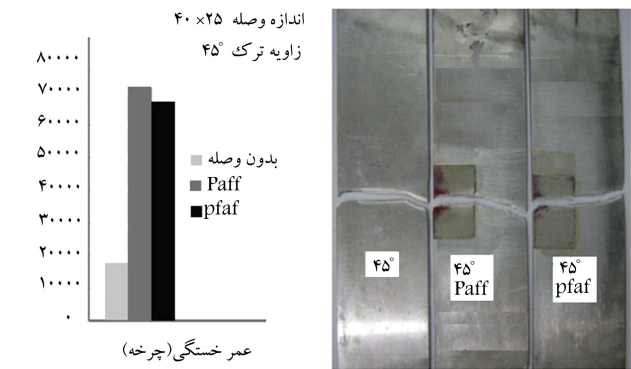 اندازه وصله ۲۵×۴۰
زاویه ترک ۴۵°
۸۰۰۰۰
۷۰۰۰۰
۶۰۰۰۰
۵۰۰۰۰
۴۰۰۰۰
۳۰۰۰۰
۲۰۰۰۰
۱۰۰۰۰
۰
بدون وصله
Paff
pfaf
عمر خستگی(چرخه)
۴۵°
۴۵°
Paff
۴۵°
pfaf